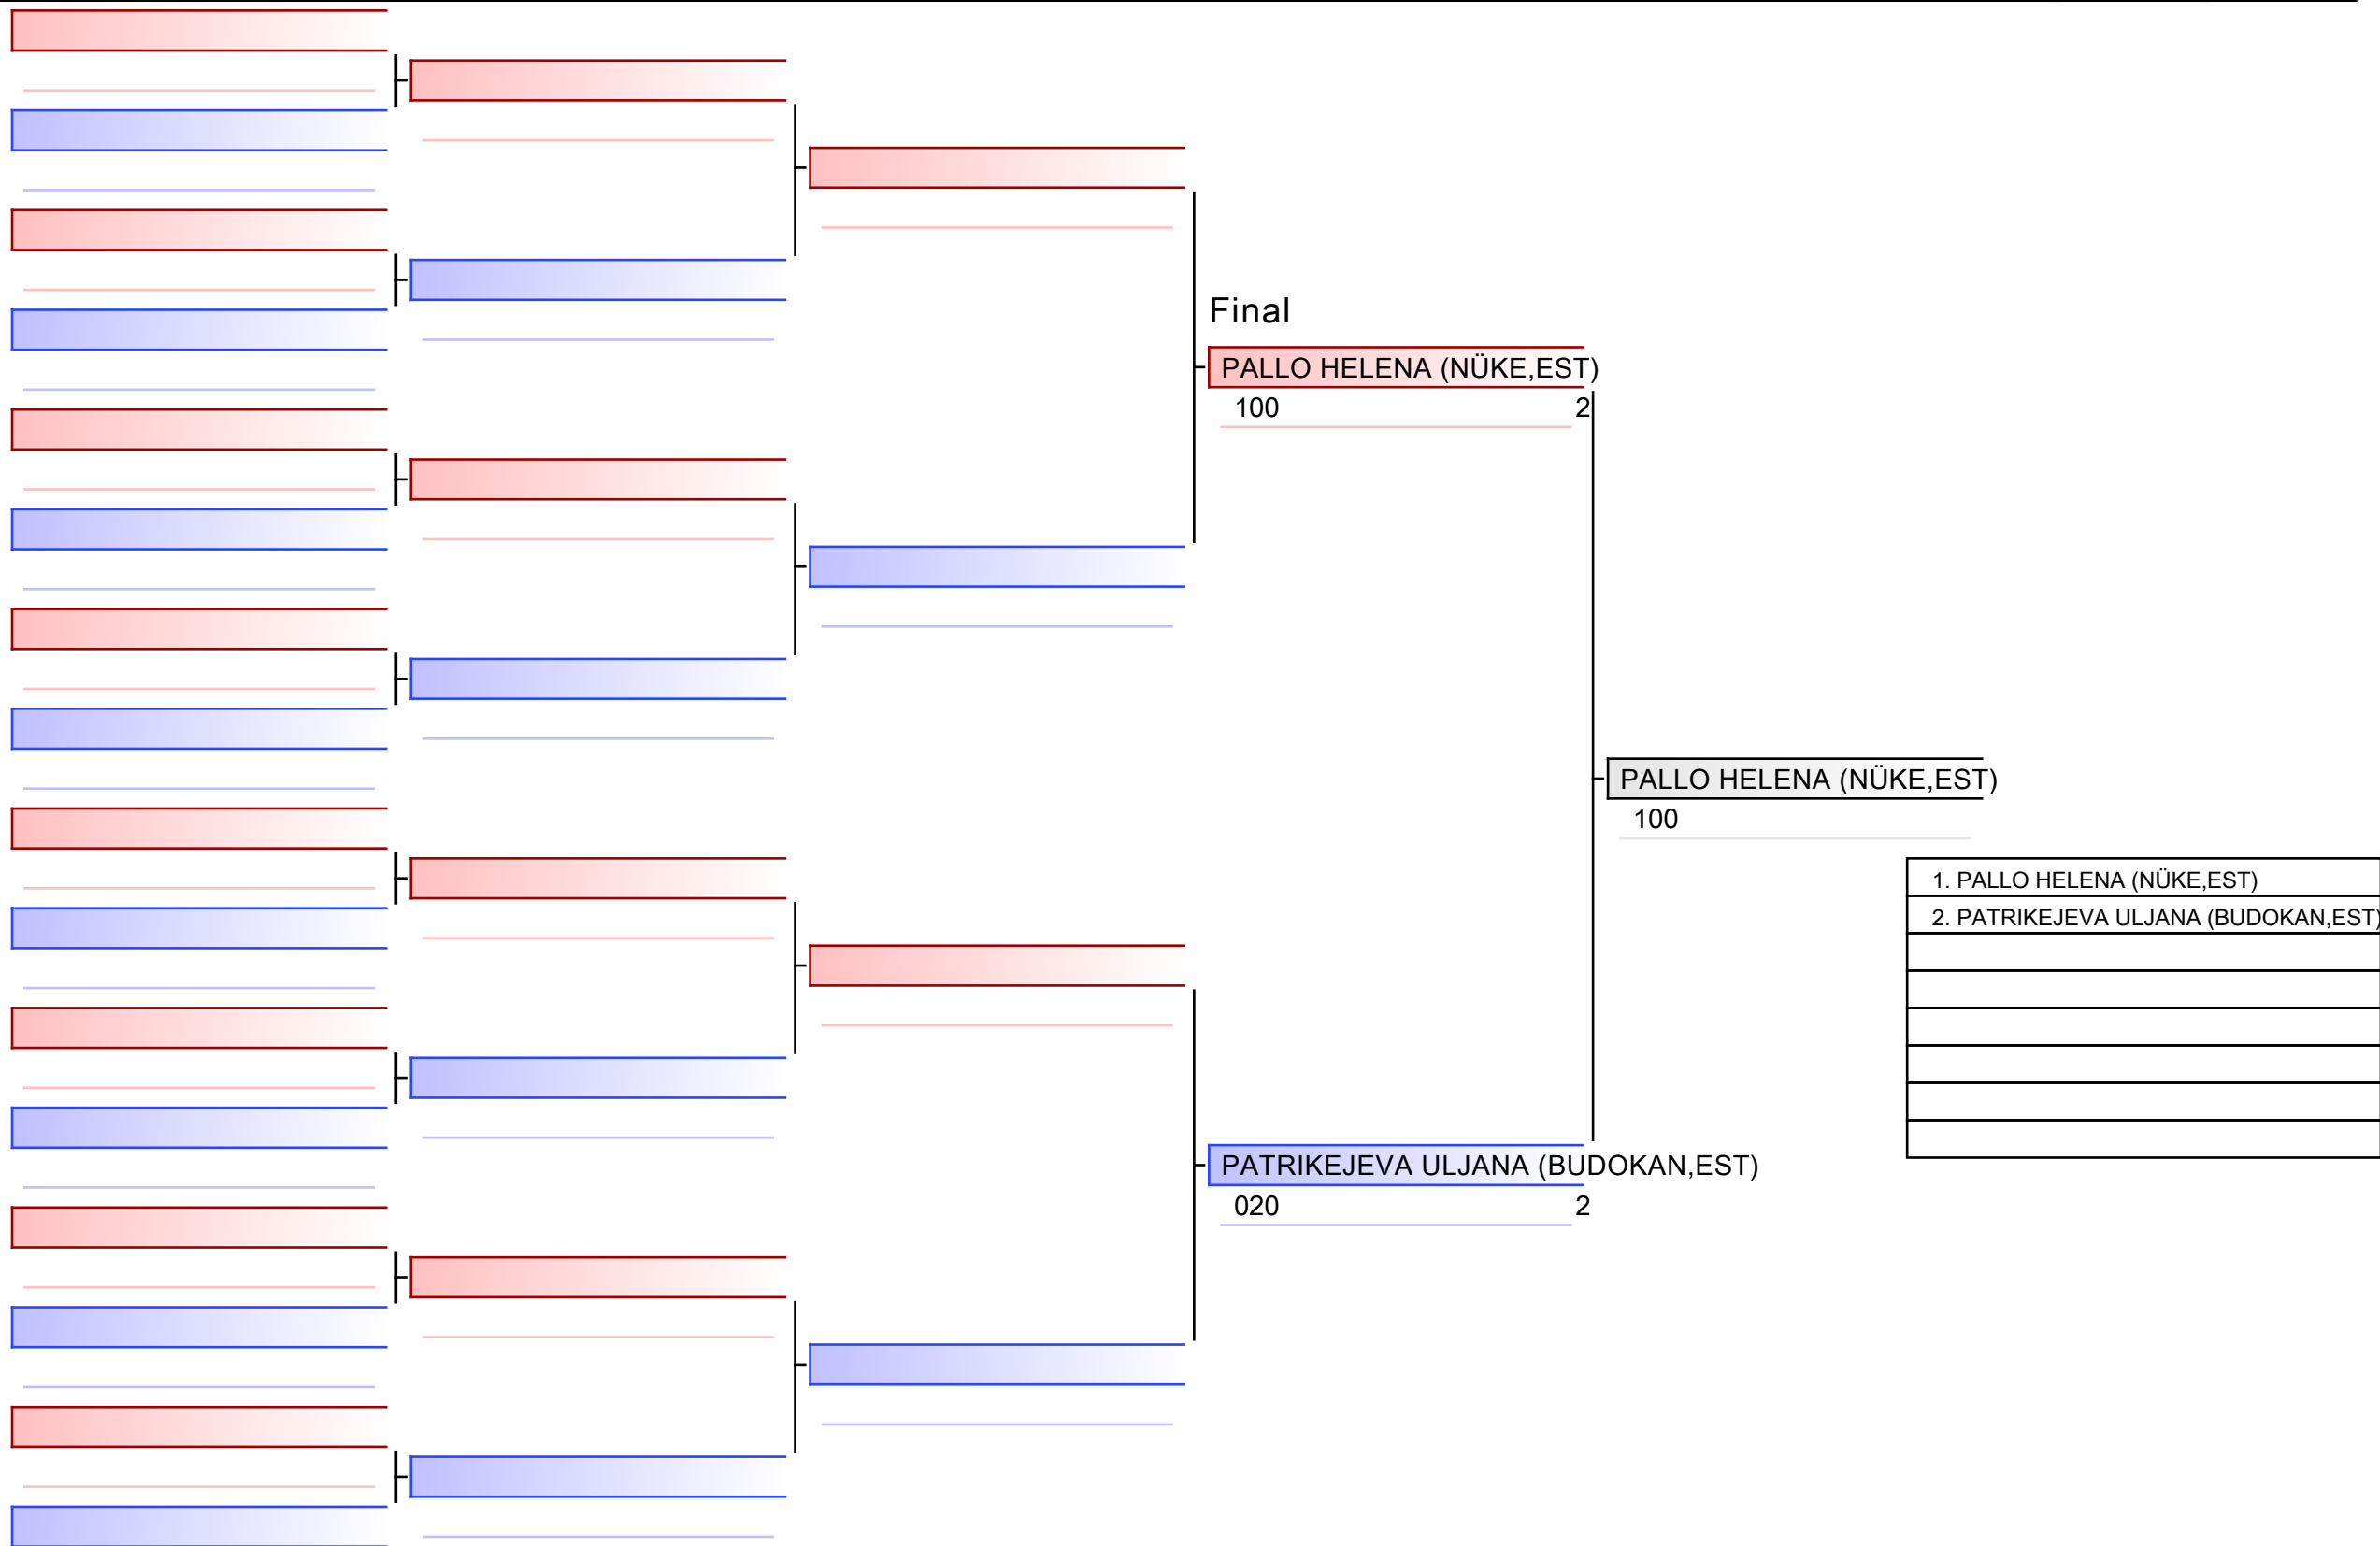 Final
PALLO HELENA (NÜKE,EST)
100 2
PALLO HELENA (NÜKE,EST)
100
1. PALLO HELENA (NÜKE,EST)
2. PATRIKEJEVA ULJANA (BUDOKAN,EST)
PATRIKEJEVA ULJANA (BUDOKAN,EST)
020 2